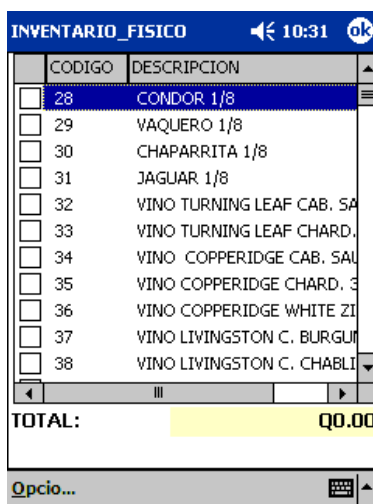 INVENTARIO_FISICO 10:31 ok
CODIGO DESCRIPCION
28 CONDOR 1/8
29 VAQUERO 1/8
30 CHAPARRITA 1/8
31 JAGUAR 1/8
32 VINO TURNING LEAF CAB. SA
33 VINO TURNING LEAF CHARD.
34 VINO COPPERIDGE CAB. SAU
35 VINO COPPERIDGE CHARD. 3
36 VINO COPPERIDGE WHITE ZI
37 VINO LIVINGSTON C. BURGU
38 VINO LIVINGSTON C. CHABLI
TOTAL: Q0.00
Opcio...